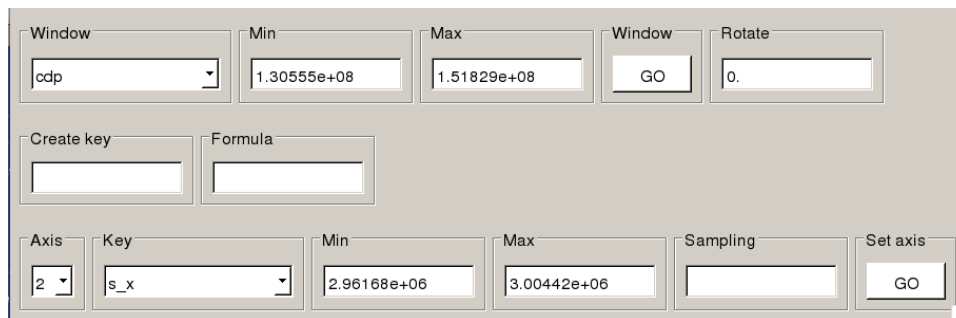 Window Min Max Window Rotate
cdp 1.30555e+08 1.51829e+08 GO 0.
Create key Formula
Axis Key Min Max Sampling Set axis
2 s_x 2.96168e+06 3.00442e+06 GO